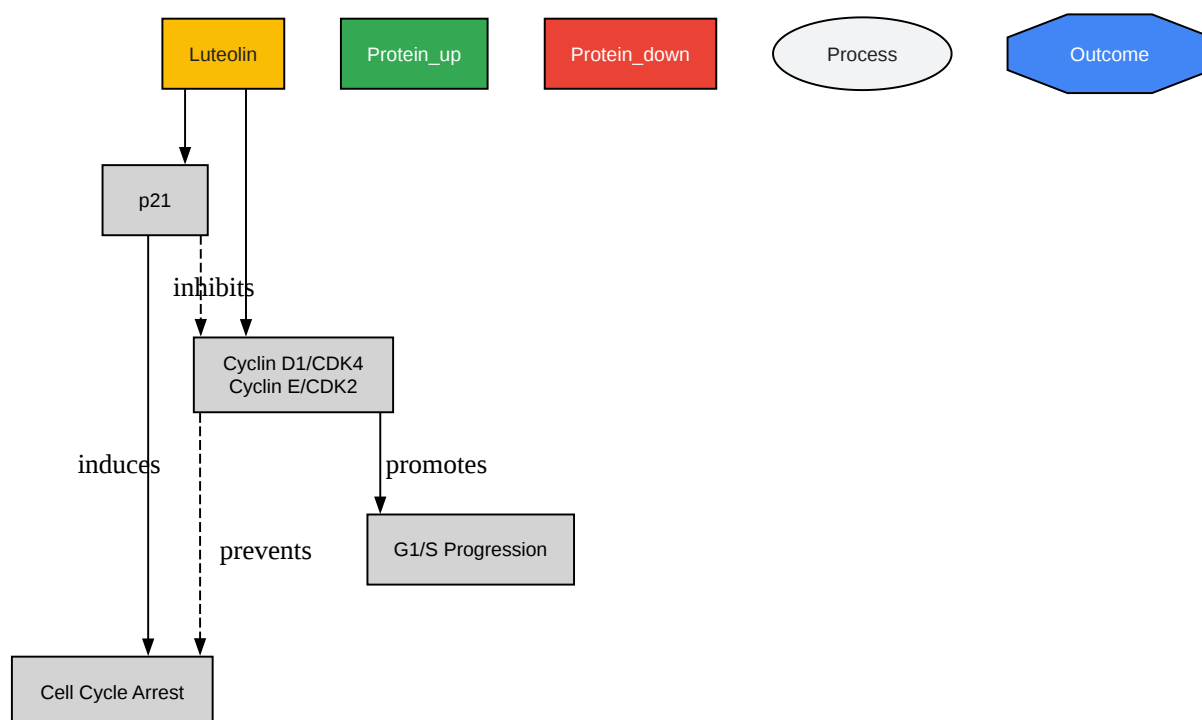 Luteolin
Protein_up
Protein_down
Process
Outcome
p21
inhibits
Cyclin D1/CDK4
Cyclin E/CDK2
induces
promotes
prevents
G1/S Progression
Cell Cycle Arrest